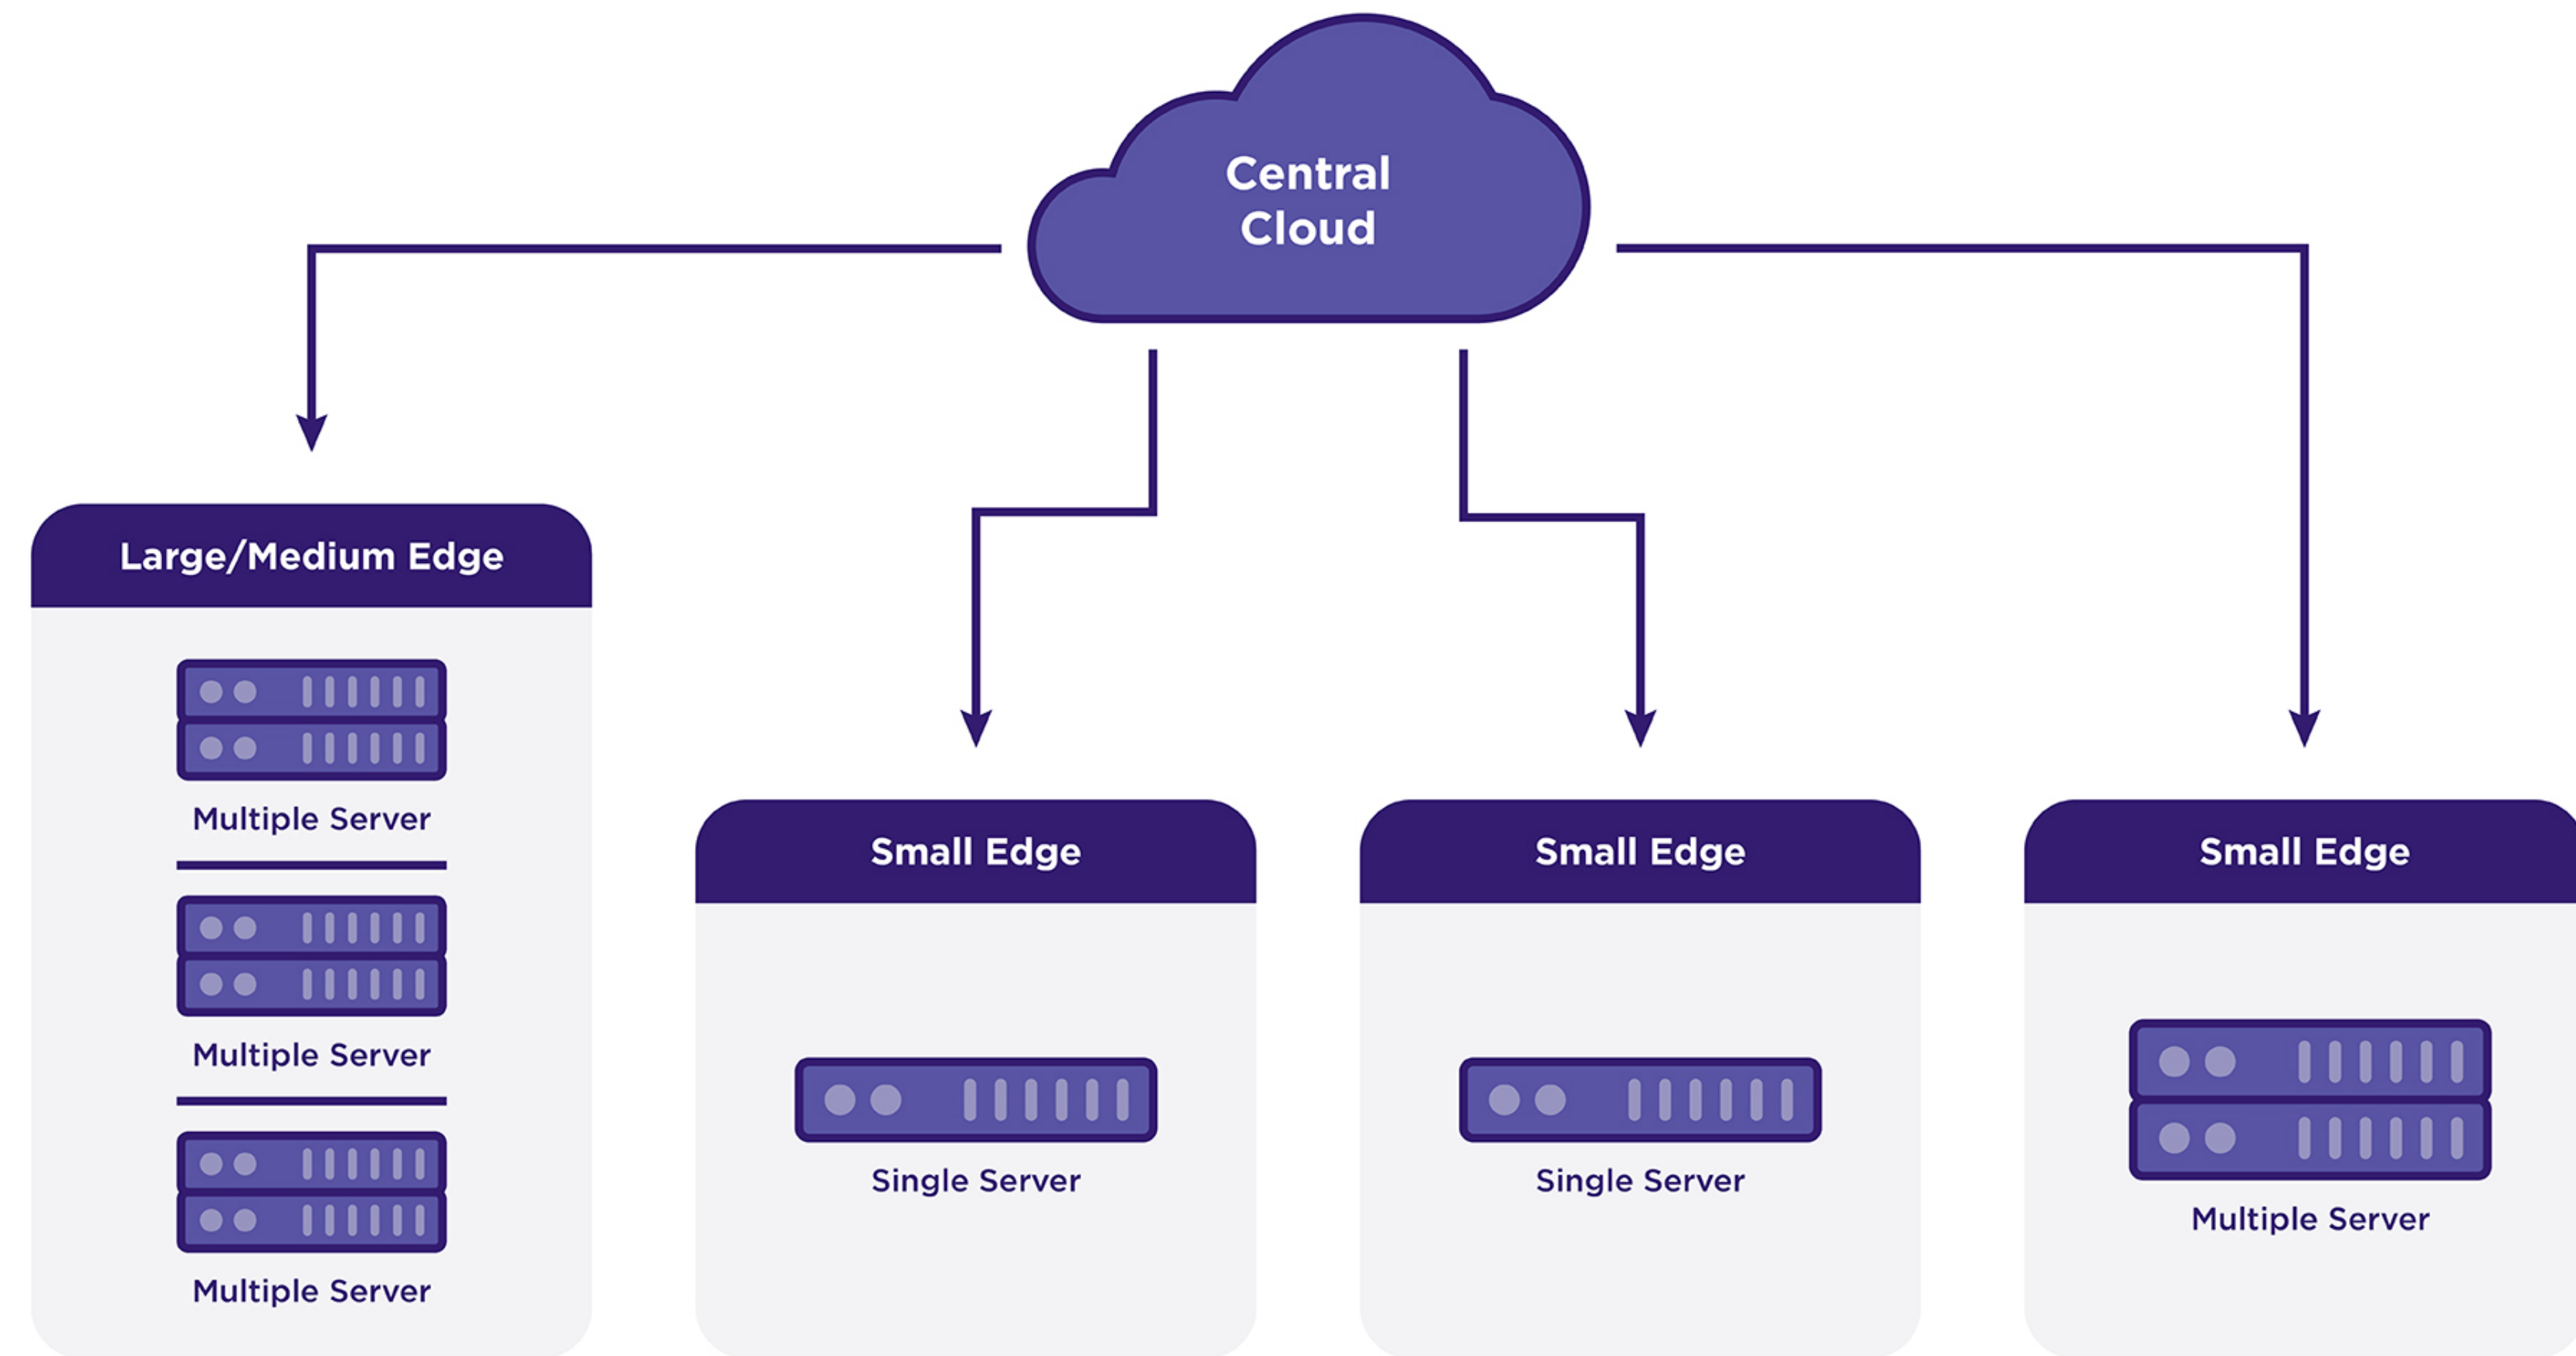 Central
Cloud
Large/Medium Edge
Multiple Server
Multiple Server
Multiple Server
Small Edge
Single Server
Small Edge
Single Server
Small Edge
Multiple Server